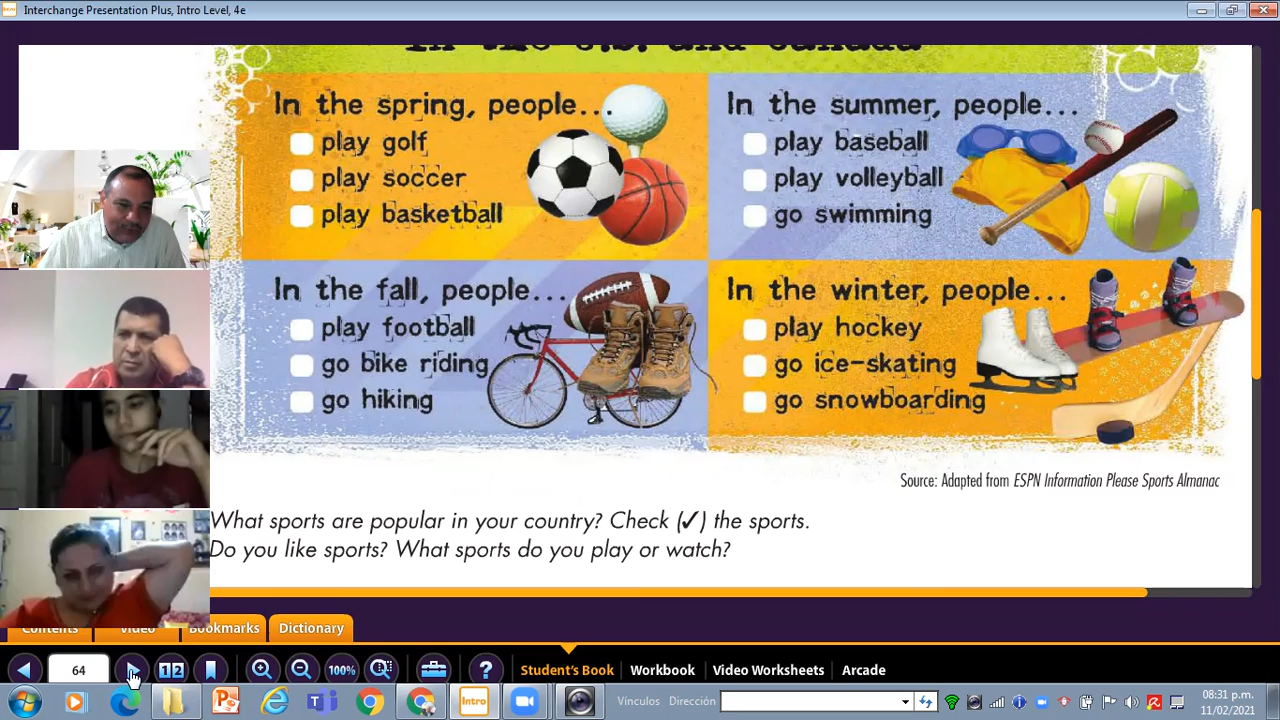 Interchange Presentation Plus, Intro Level, 4e
In the U.S. and Canada
In the spring, people...
play golf
play soccer
play basketball
In the summer, people...
play baseball
play volleyball
go swimming
In the fall, people...
play football
go bike riding
go hiking
In the winter, people...
play hockey
go ice-skating
go snowboarding
Source: Adapted from ESPN Information Please Sports Almanac
What sports are popular in your country? Check (✓) the sports.
Do you like sports? What sports do you play or watch?
Contents Video Bookmarks Dictionary
64 12 100% ? Student's Book Workbook Video Worksheets Arcade
Intro Vínculos Dirección
08:31 p.m.
11/02/2021